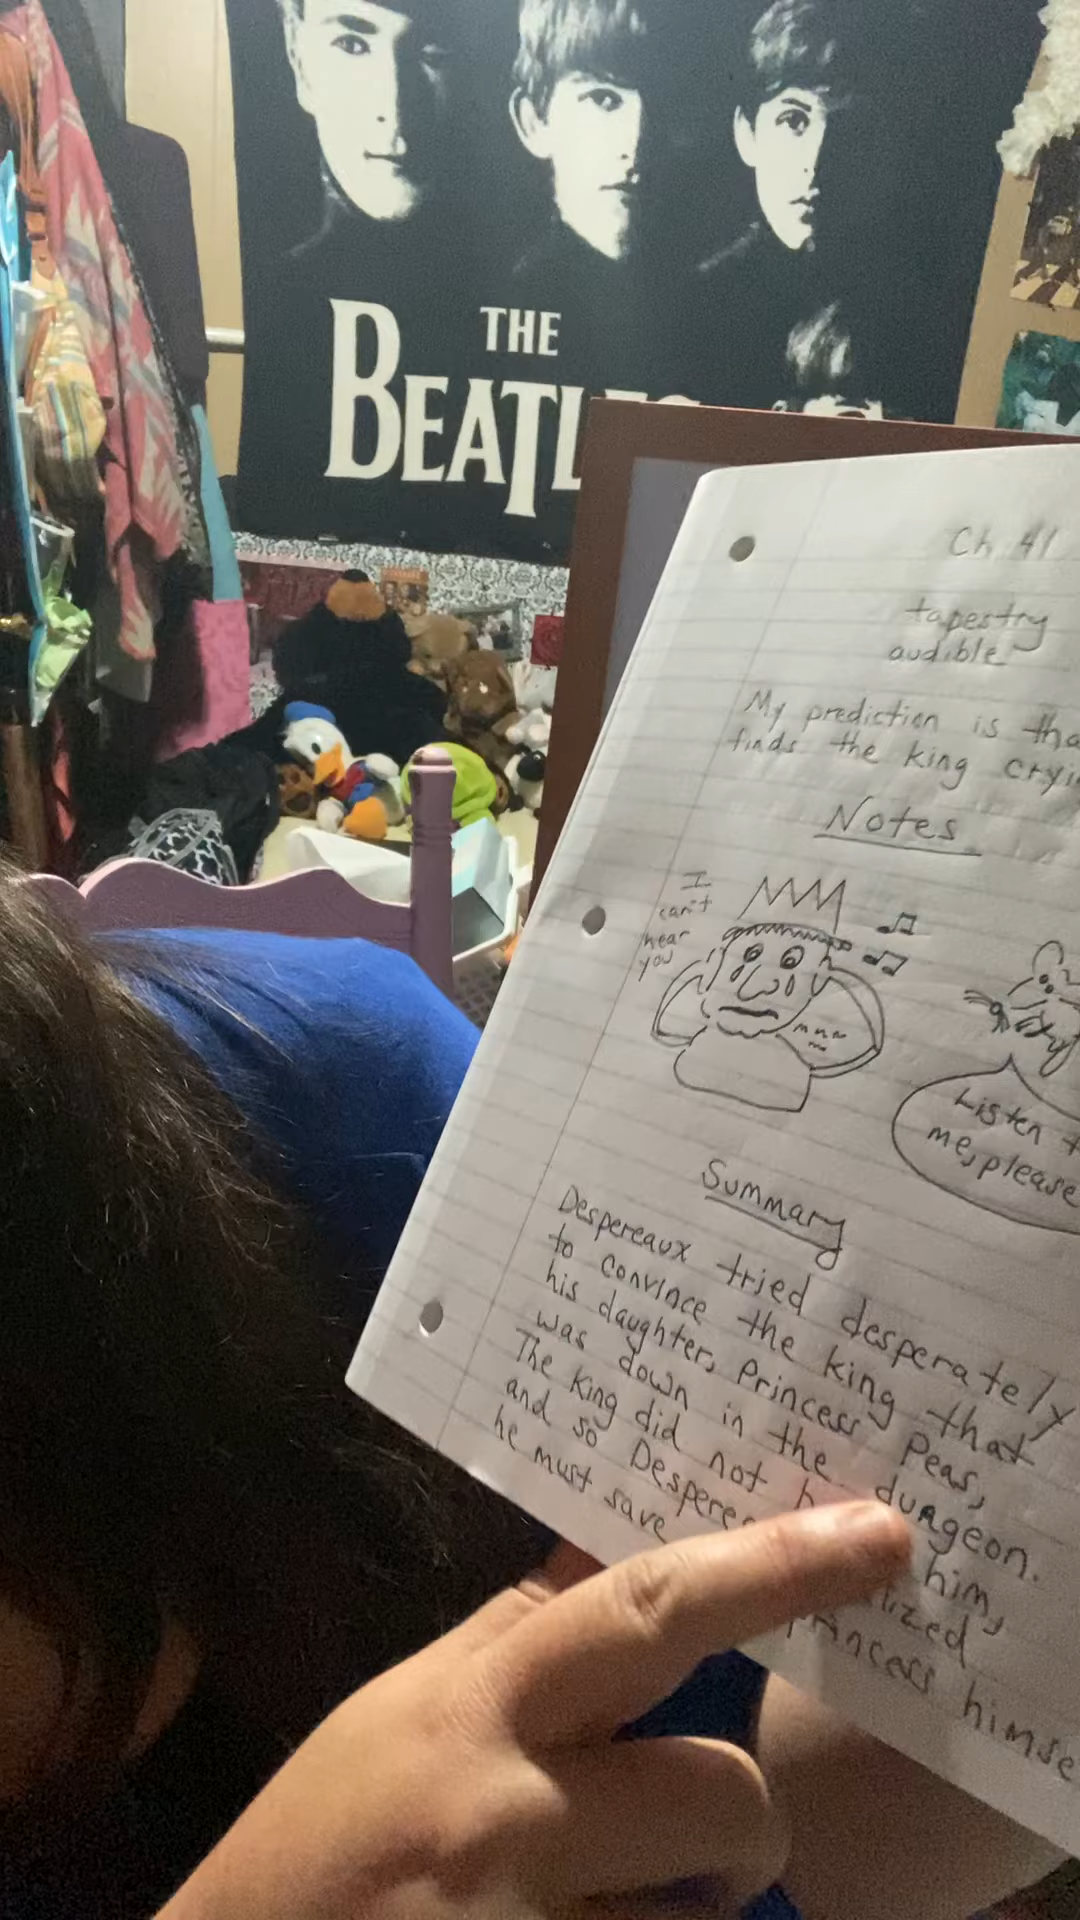 THE
BEATL
Ch 41
tapestry
audible
My prediction is tha
finds the king cryi
Notes
I
can't
hear
you
Listen t
me, please
Summary
Despereaux tried desperately
to convince the king that
his daughter, Princess Peas,
was down in the dungeon.
The king did not h him,
and so Despere lized
he must save princess himse